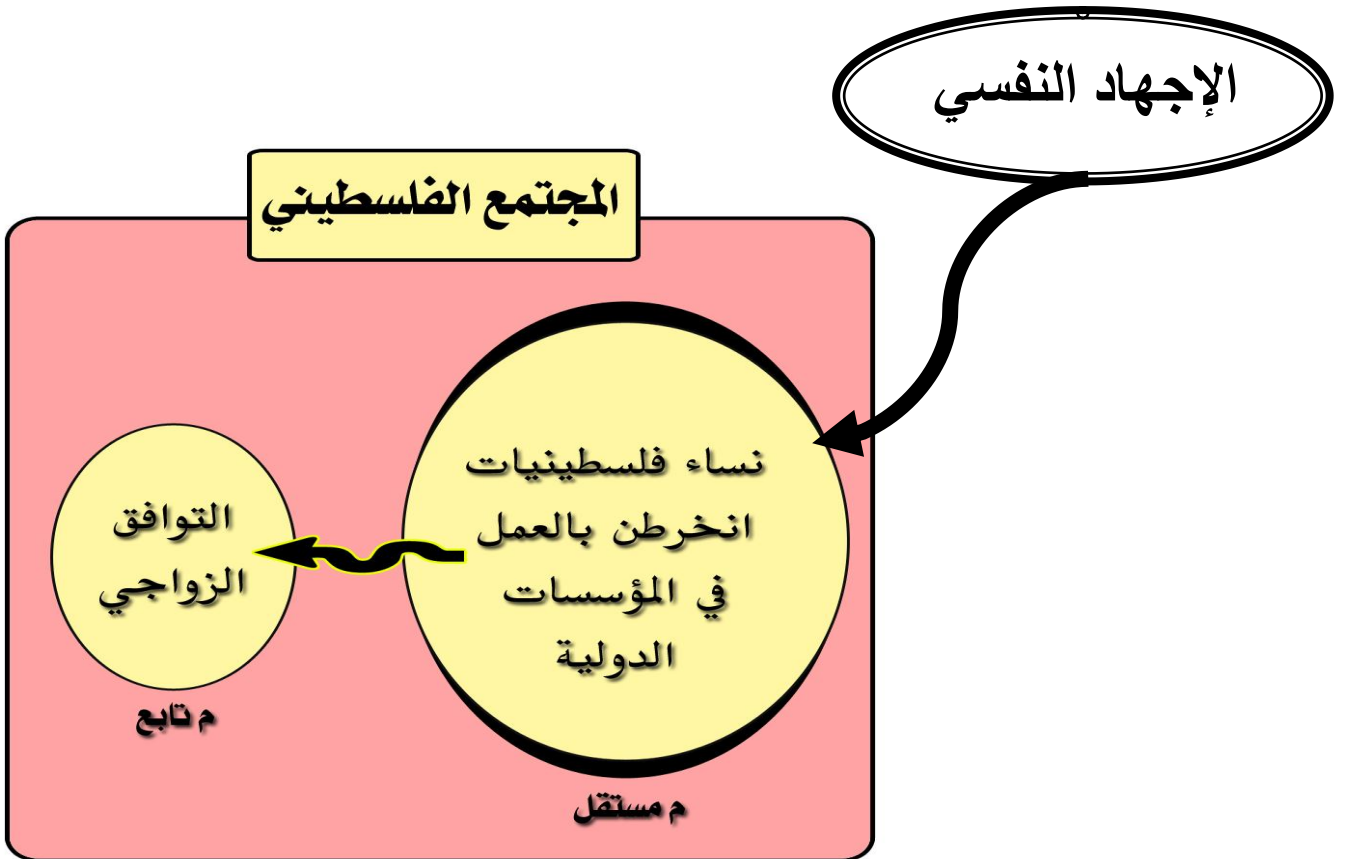 الإجهاد النفسي
المجتمع الفلسطيني
نساء فلسطينيات
انخرطن بالعمل
في المؤسسات
الدولية
م مستقل
التوافق
الزواجي
م تابع